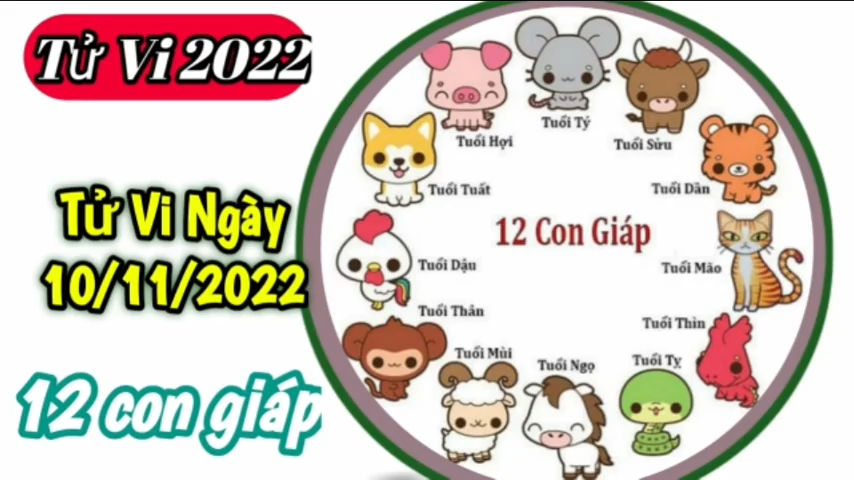 Tử Vi 2022
Tử Vi Ngày
10/11/2022
12 con giáp
12 Con Giáp
Tuổi Tý
Tuổi Sửu
Tuổi Dần
Tuổi Mão
Tuổi Thìn
Tuổi Tỵ
Tuổi Ngọ
Tuổi Mùi
Tuổi Thân
Tuổi Dậu
Tuổi Tuất
Tuổi Hợi